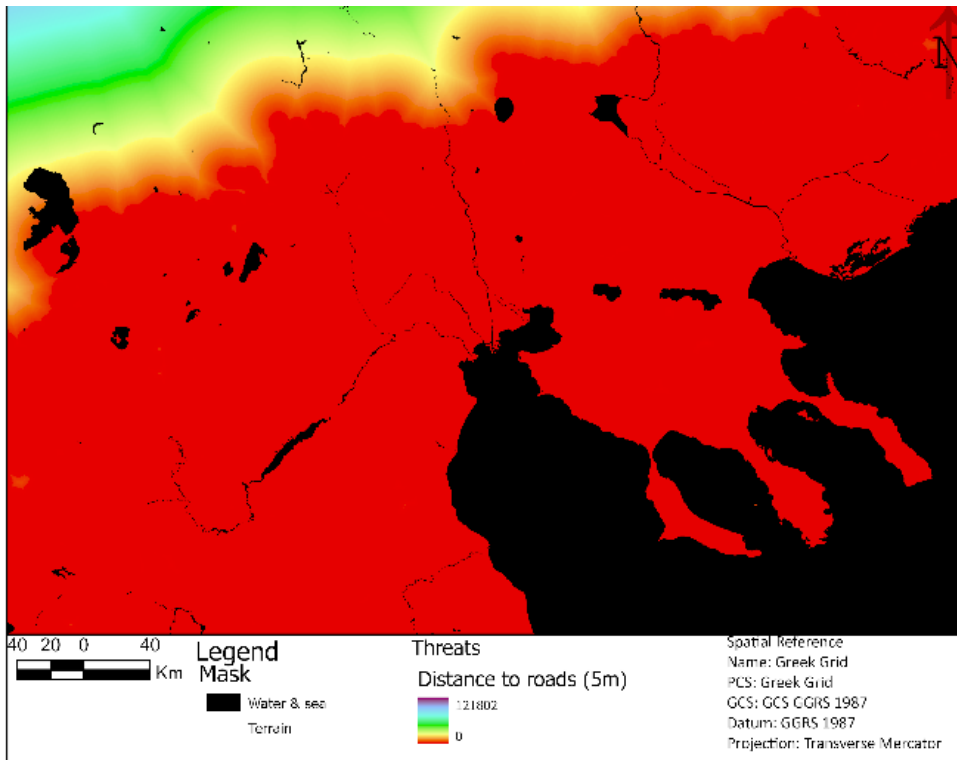 N
40 20 0 40
Km
Legend
Mask
Water & sea
Terrain
Threats
Distance to roads (5m)
121802
0
Spatial Reference
Name: Greek Grid
PCS: Greek Grid
GCS: GCS GGRS 1987
Datum: GGRS 1987
Projection: Transverse Mercator